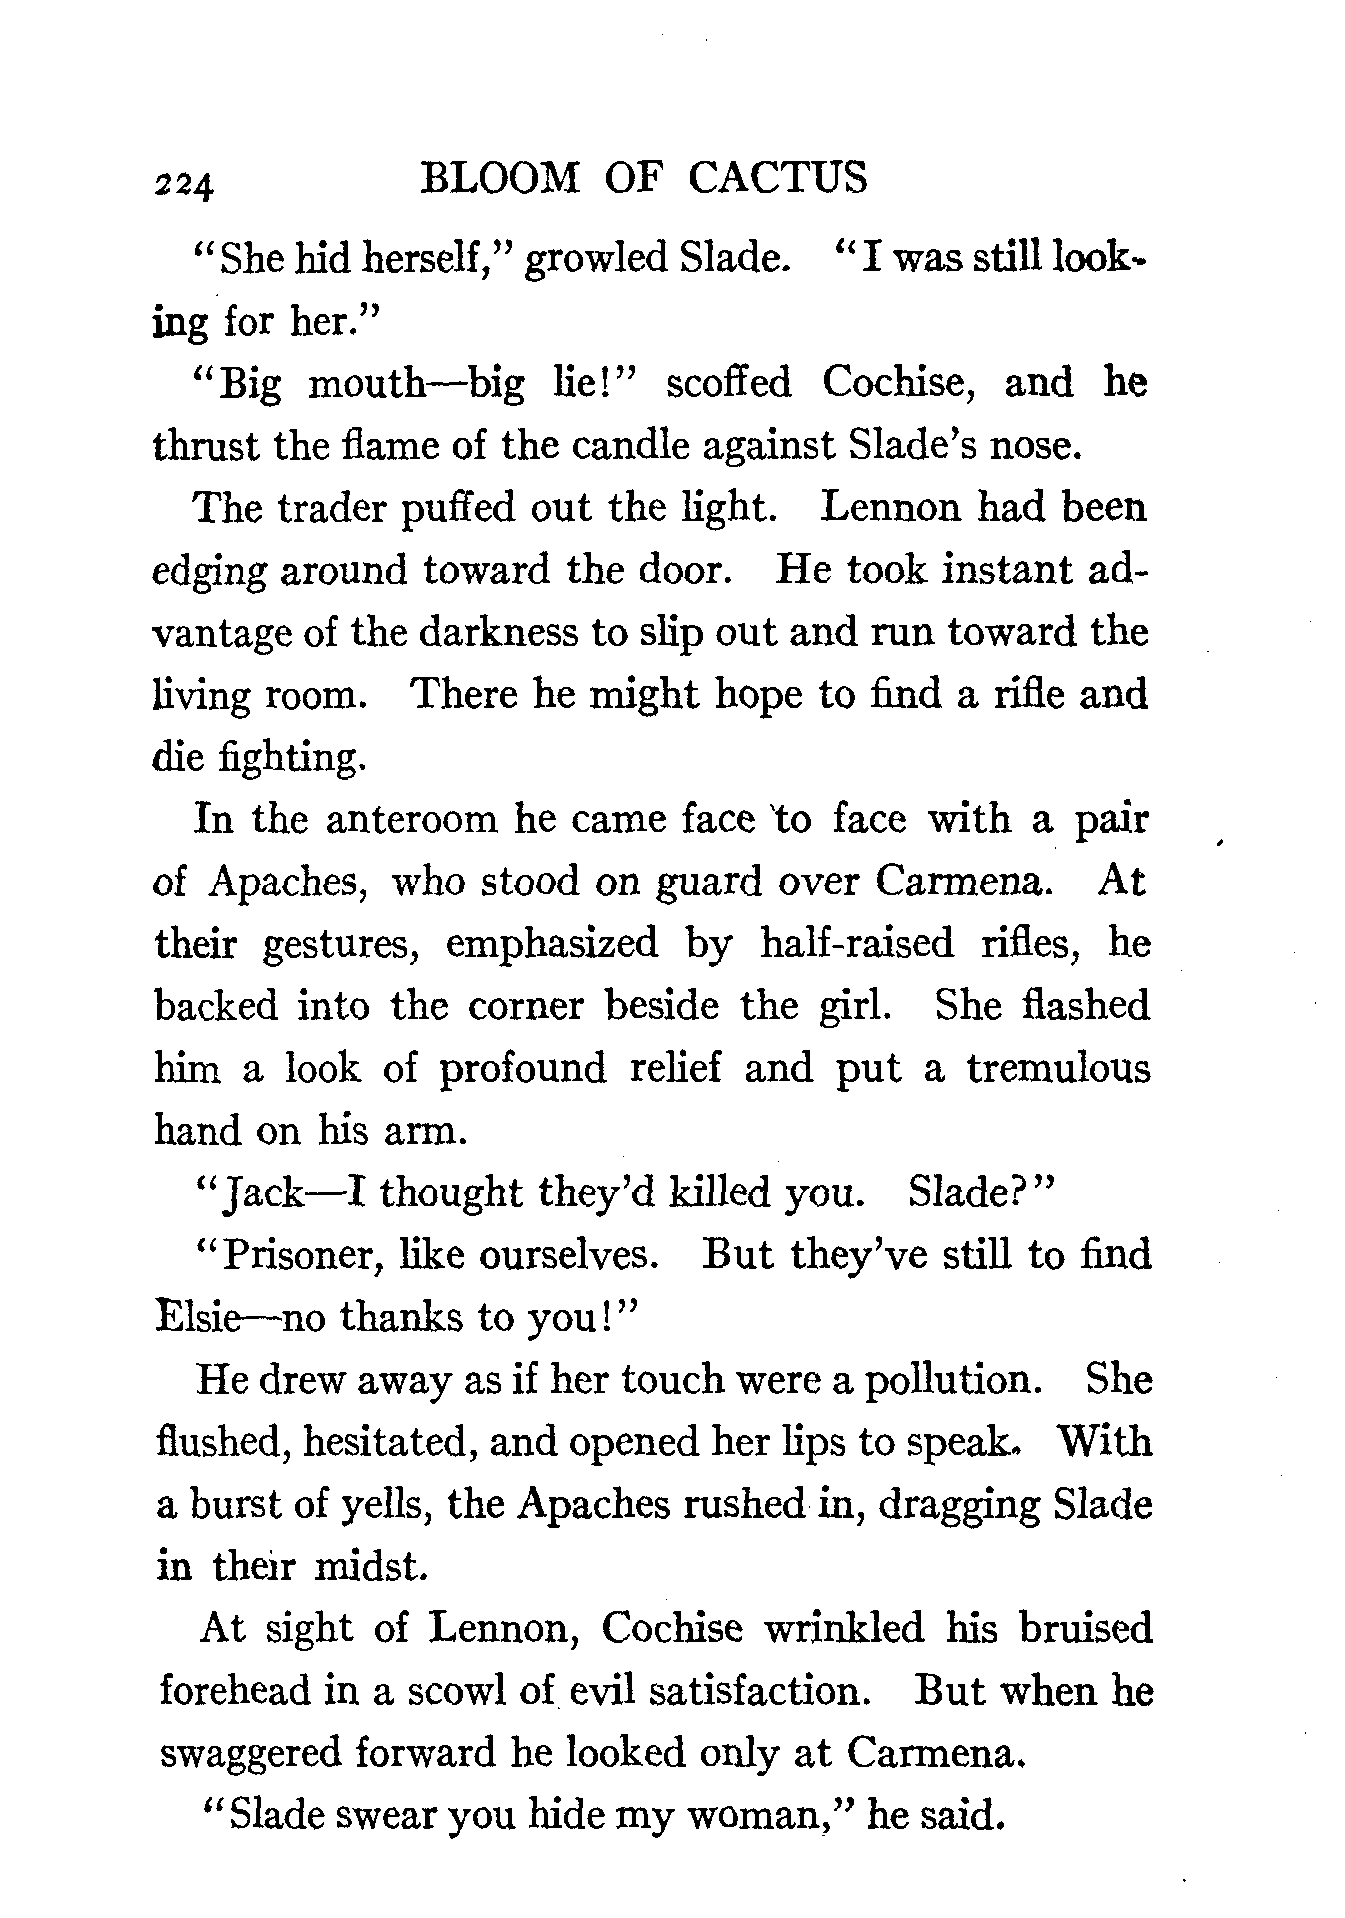 224 BLOOM OF CACTUS
“She hid herself,” growled Slade. “I was still look-
ing for her.”
“Big mouth—big lie!” scoffed Cochise, and he
thrust the flame of the candle against Slade’s nose.
The trader puffed out the light. Lennon had been
edging around toward the door. He took instant ad-
vantage of the darkness to slip out and run toward the
living room. There he might hope to find a rifle and
die fighting.
In the anteroom he came face to face with a pair
of Apaches, who stood on guard over Carmena. At
their gestures, emphasized by half-raised rifles, he
backed into the corner beside the girl. She flashed
him a look of profound relief and put a tremulous
hand on his arm.
“Jack—I thought they’d killed you. Slade?”
“Prisoner, like ourselves. But they’ve still to find
Elsie—no thanks to you!”
He drew away as if her touch were a pollution. She
flushed, hesitated, and opened her lips to speak. With
a burst of yells, the Apaches rushed in, dragging Slade
in their midst.
At sight of Lennon, Cochise wrinkled his bruised
forehead in a scowl of evil satisfaction. But when he
swaggered forward he looked only at Carmena.
“Slade swear you hide my woman,” he said.